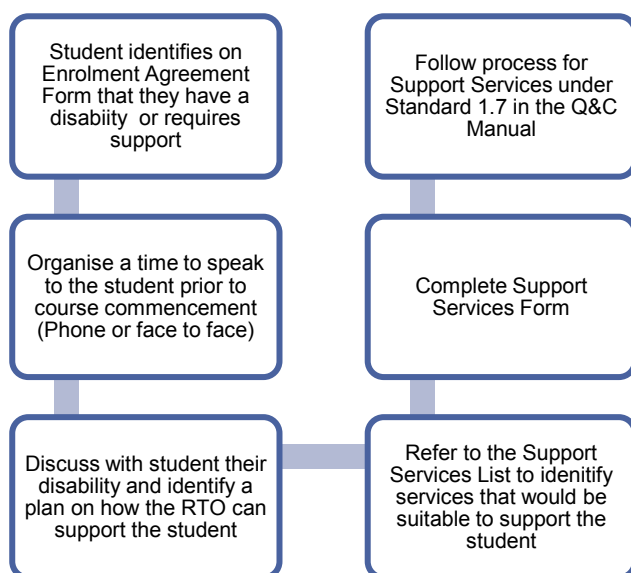 Student identifies on
Enrolment Agreement
Form that they have a
disabiity or requires
support
Organise a time to speak
to the student prior to
course commencement
(Phone or face to face)
Discuss with student their
disability and identify a
plan on how the RTO can
support the student
Refer to the Support
Services List to idenitify
services that would be
suitable to support the
student
Complete Support
Services Form
Follow process for
Support Services under
Standard 1.7 in the Q&C
Manual